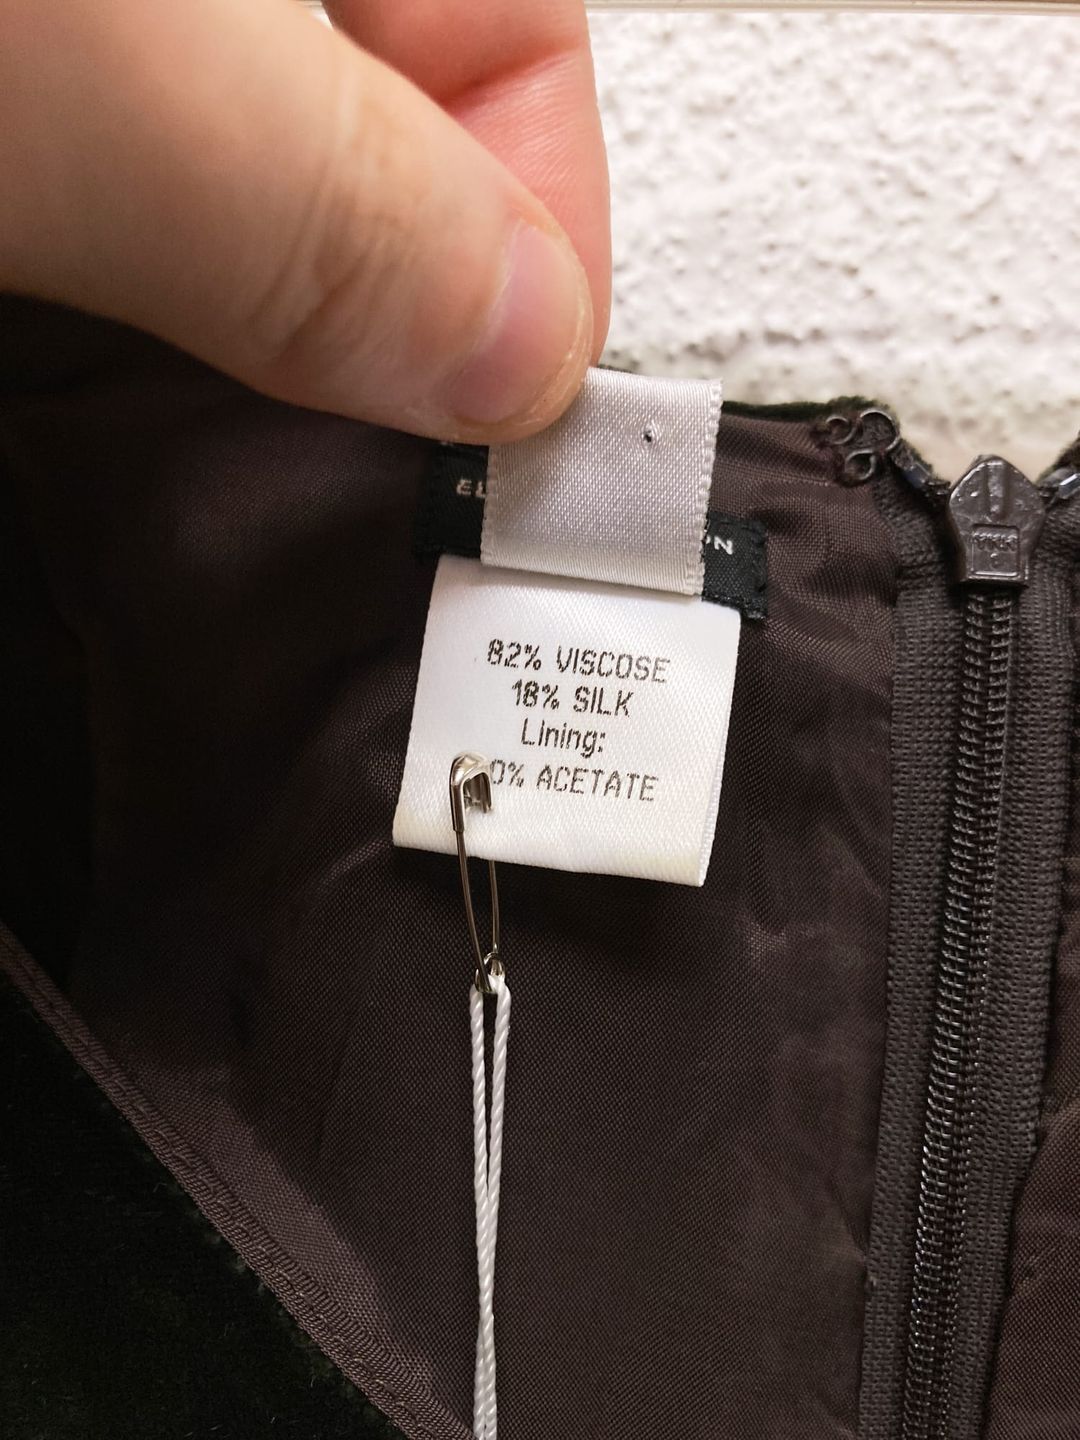 82% VISCOSE
18% SILK
Lining:
0% ACETATE